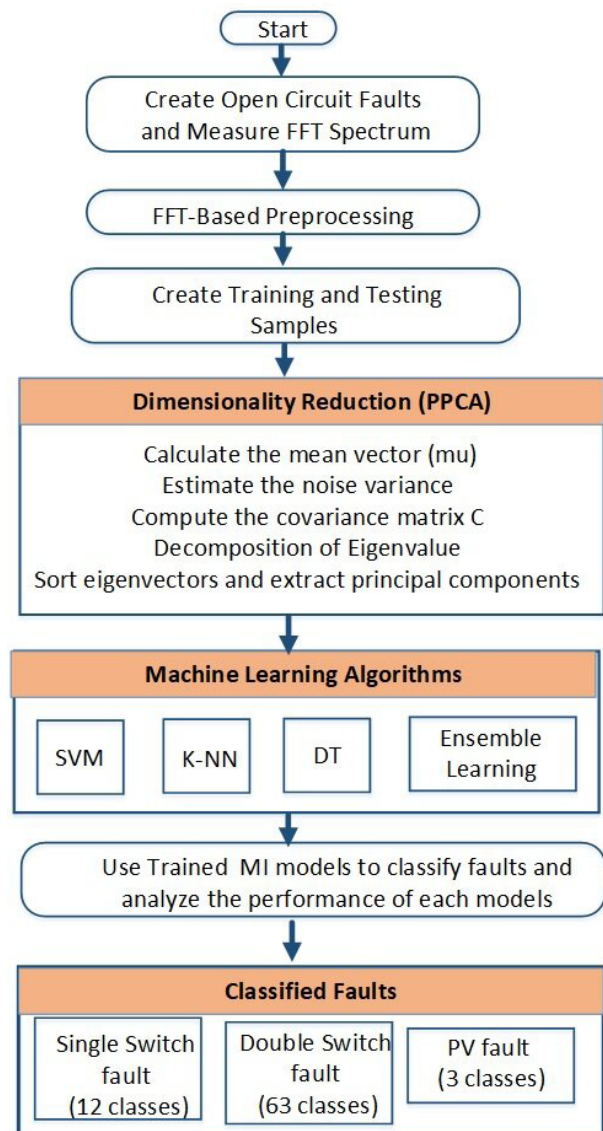 Start
Create Open Circuit Faults
and Measure FFT Spectrum
FFT-Based Preprocessing
Create Training and Testing
Samples
Dimensionality Reduction (PPCA)
Calculate the mean vector (mu)
Estimate the noise variance
Compute the covariance matrix C
Decomposition of Eigenvalue
Sort eigenvectors and extract principal components
Machine Learning Algorithms
SVM
K-NN
DT
Ensemble
Learning
Use Trained MI models to classify faults and
analyze the performance of each models
Classified Faults
Single Switch
fault
(12 classes)
Double Switch
fault
(63 classes)
PV fault
(3 classes)